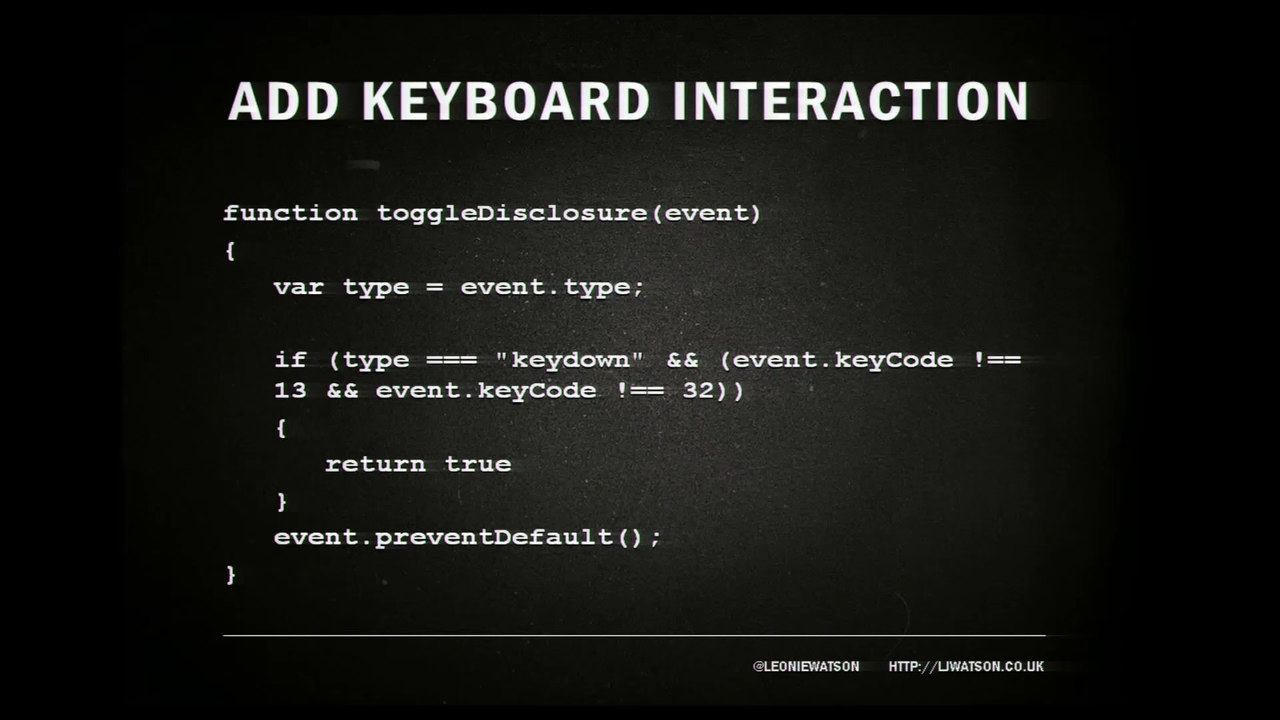 ADD KEYBOARD INTERACTION
function toggleDisclosure(event)
{
var type = event.type;
if (type === "keydown" && (event.keyCode !==
13 && event.keyCode !== 32))
{
return true
}
event.preventDefault();
}
@LEONIEWATSON HTTP://LJWATSON.CO.UK